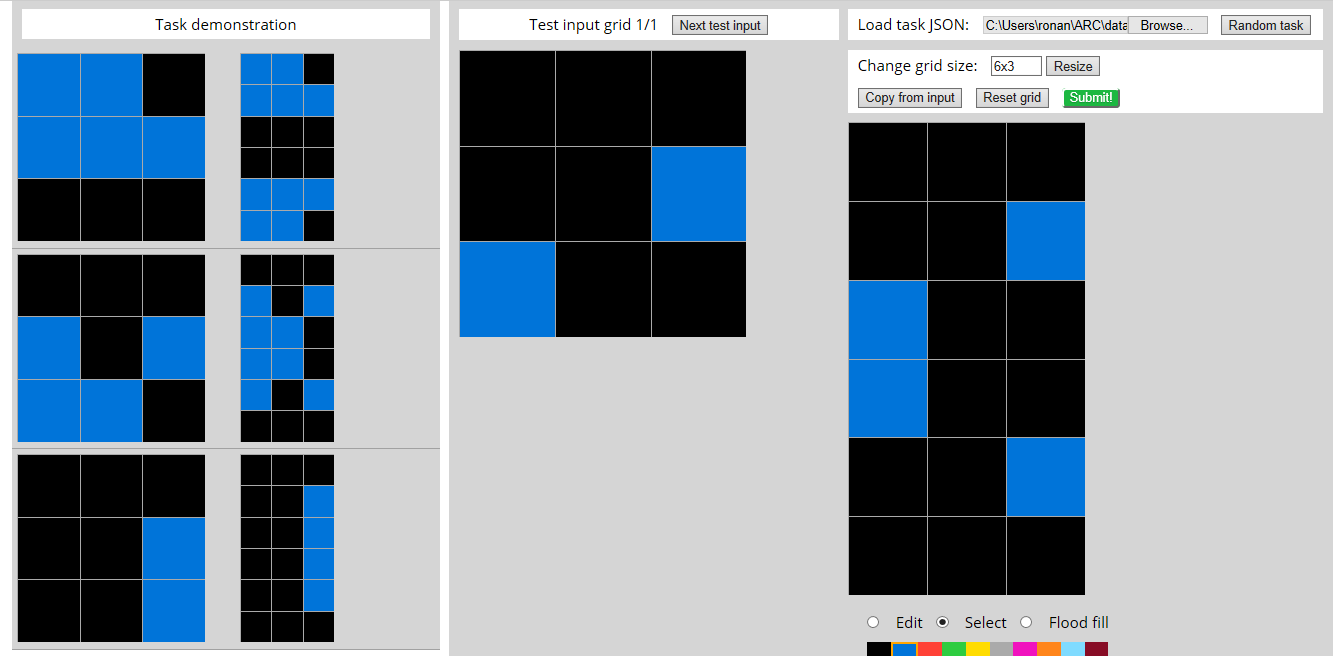 Task demonstration
Test input grid 1/1 Next test input
Load task JSON: C:\Users\ronan\ARC\data Browse... Random task
Change grid size: 6x3 Resize
Copy from input Reset grid Submit!
Edit Select Flood fill